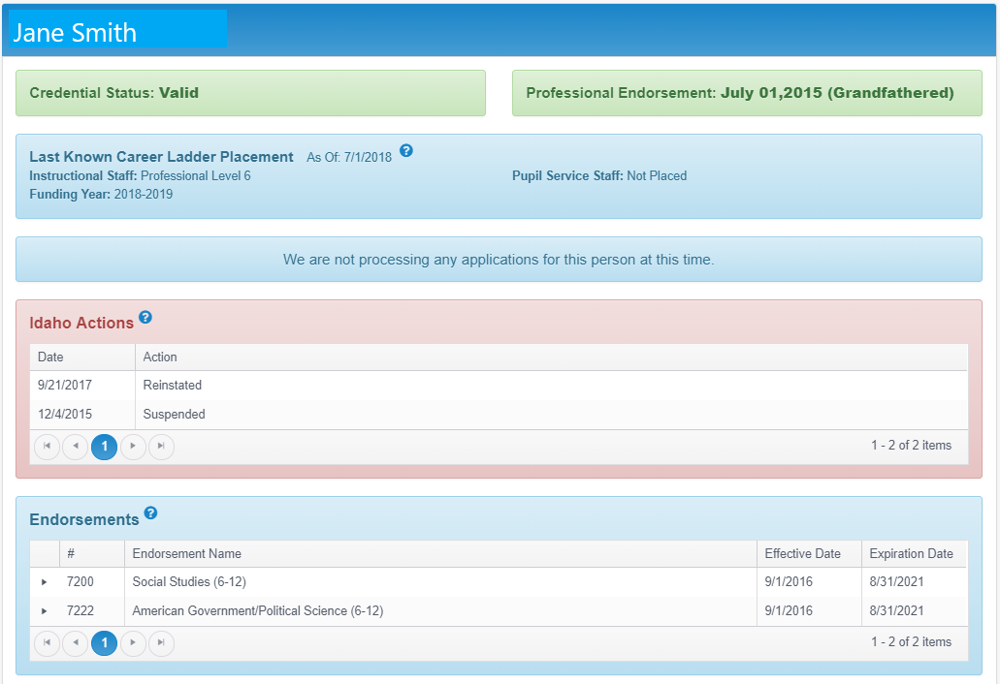 Jane Smith
Credential Status: Valid
Professional Endorsement: July 01,2015 (Grandfathered)
Last Known Career Ladder Placement As Of: 7/1/2018 ?
Instructional Staff: Professional Level 6 Pupil Service Staff: Not Placed
Funding Year: 2018-2019
We are not processing any applications for this person at this time.
Idaho Actions ?
Date Action
9/21/2017 Reinstated
12/4/2015 Suspended
1 1 - 2 of 2 items
Endorsements ?
# Endorsement Name Effective Date Expiration Date
7200 Social Studies (6-12) 9/1/2016 8/31/2021
7222 American Government/Political Science (6-12) 9/1/2016 8/31/2021
1 1 - 2 of 2 items